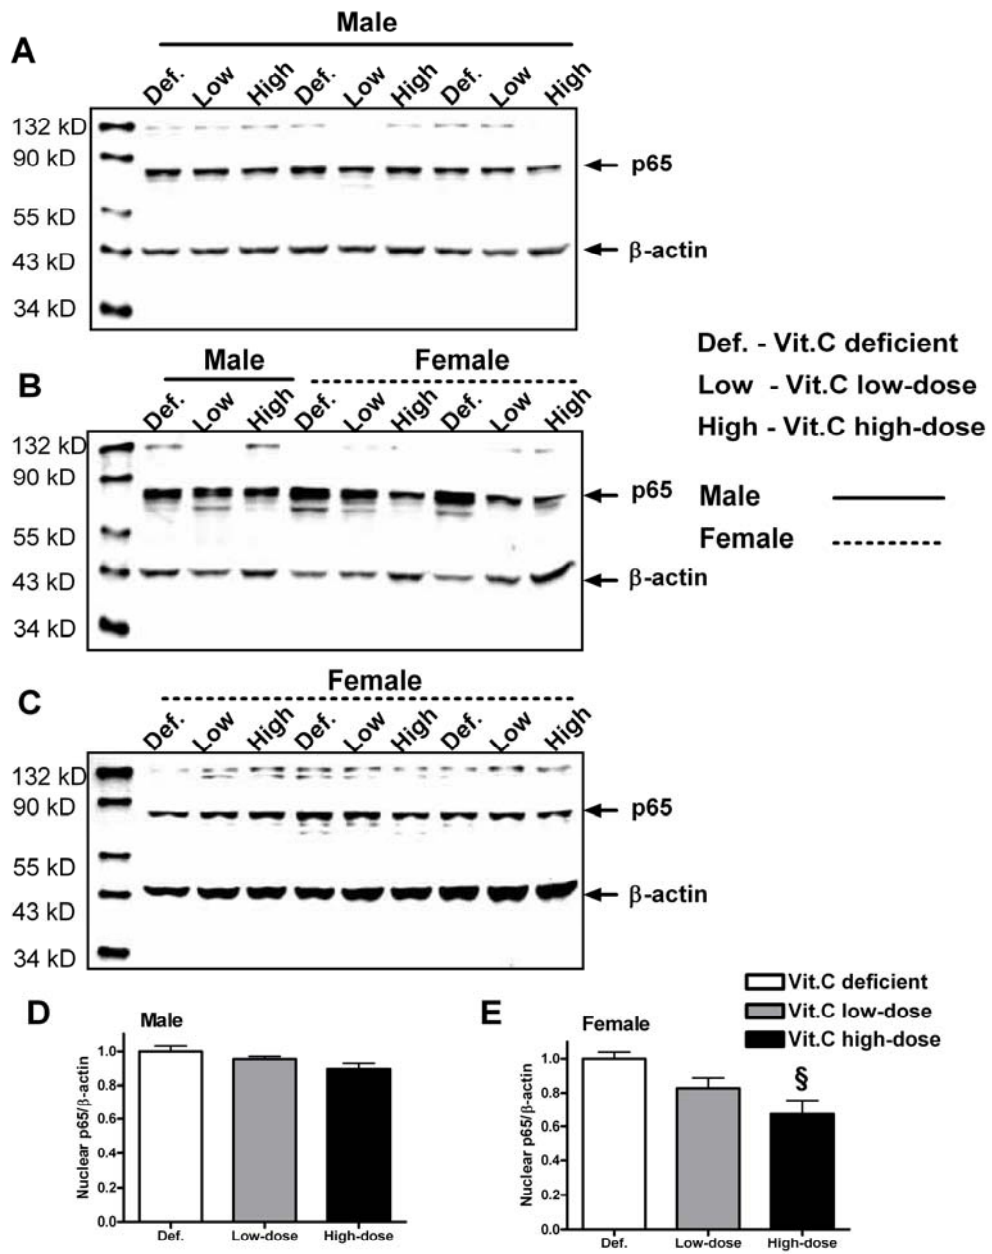 A
Male
Def. Low High Def. Low High Def. Low High
132 kD
90 kD
55 kD
43 kD
34 kD
p65
β-actin
Def. - Vit.C deficient
Low - Vit.C low-dose
High - Vit.C high-dose
Male
Female
B
Male Female
Def. Low High Def. Low High Def. Low High
132 kD
90 kD
55 kD
43 kD
34 kD
p65
β-actin
C
Female
Def. Low High Def. Low High Def. Low High
132 kD
90 kD
55 kD
43 kD
34 kD
p65
β-actin
D
Male
Nuclear p65/β-actin
1.0
0.8
0.6
0.4
0.2
0.0
Def. Low-dose High-dose
E
Female
Vit.C deficient
Vit.C low-dose
Vit.C high-dose
§
Nuclear p65/β-actin
1.0
0.8
0.6
0.4
0.2
0.0
Def. Low-dose High-dose